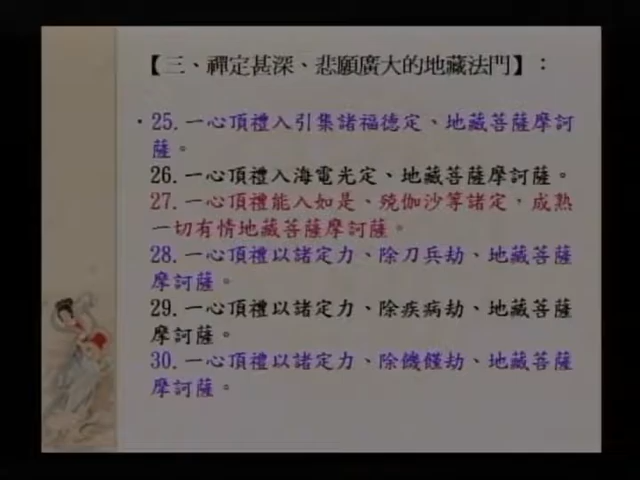 【三、禪定甚深、悲願廣大的地藏法門】：
・25.一心頂禮入引集諸福德定、地藏菩薩摩訶
薩。
26.一心頂禮入海電光定、地藏菩薩摩訶薩。
27.一心頂禮能入如是、殑伽沙等諸定，成熟
一切有情地藏菩薩摩訶薩。
28.一心頂禮以諸定力、除刀兵劫、地藏菩薩
摩訶薩。
29.一心頂禮以諸定力、除疾病劫、地藏菩薩
摩訶薩。
30.一心頂禮以諸定力、除饑饉劫、地藏菩薩
摩訶薩。